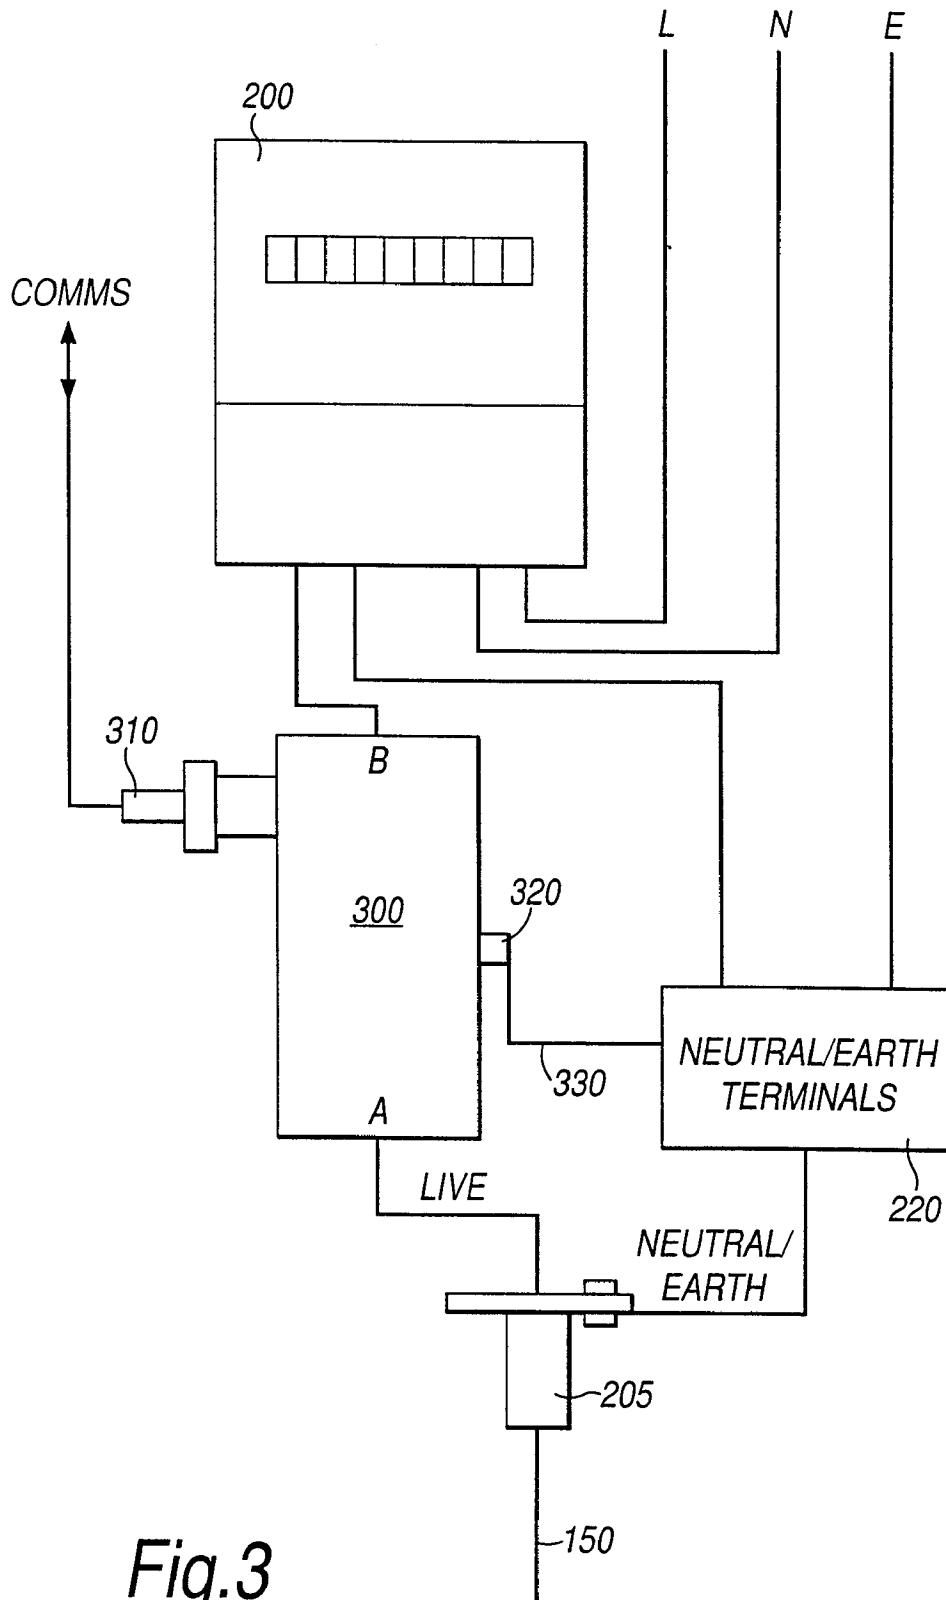 L N E
200
COMMS
310
B
300
320
330
NEUTRAL/EARTH
TERMINALS
A
LIVE
220
NEUTRAL/
EARTH
205
150
Fig.3